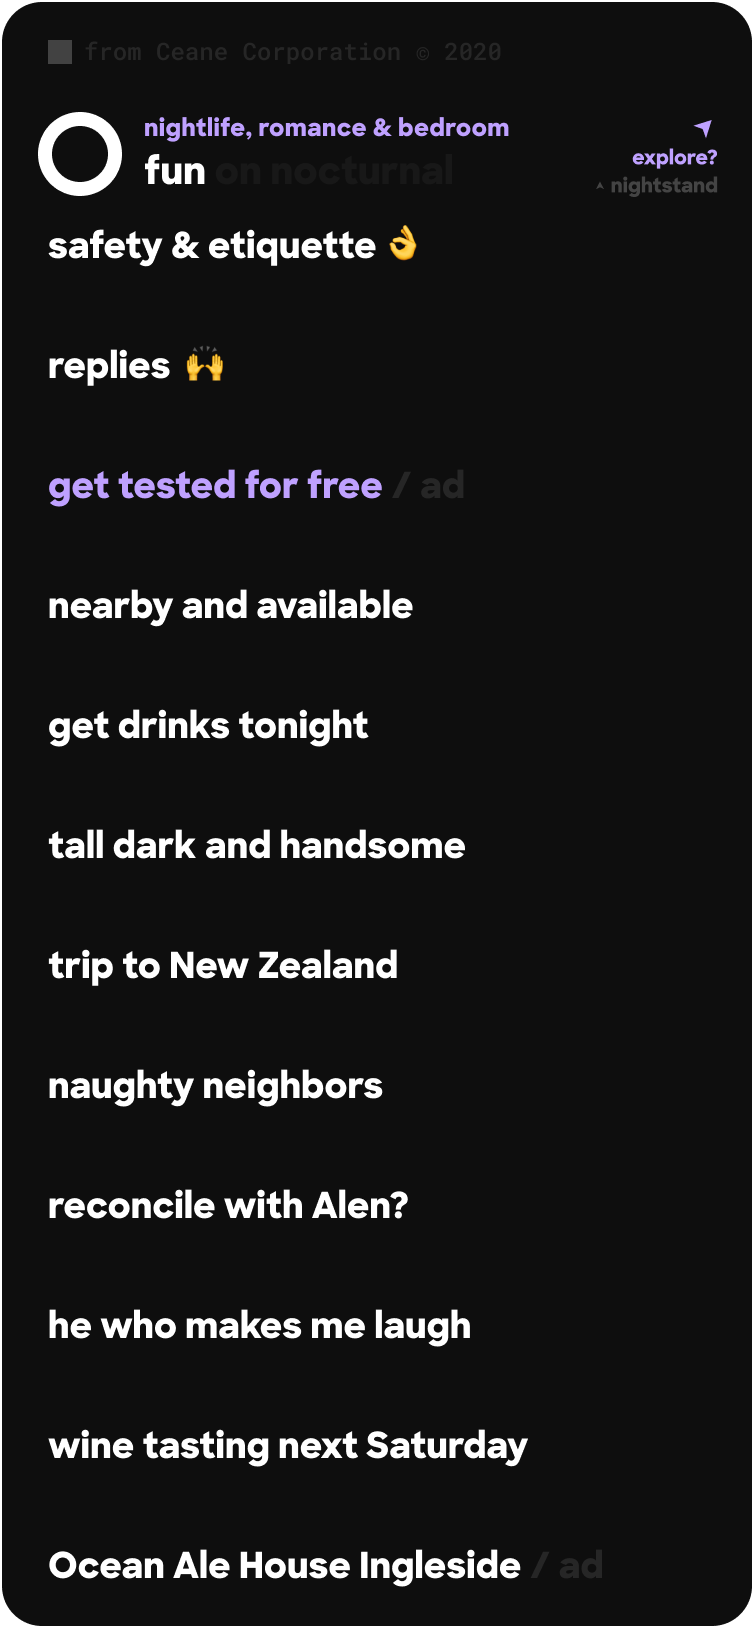 from Ceane Corporation © 2020
nightlife, romance & bedroom
fun on nocturnal
explore?
nightstand
safety & etiquette 👌
replies 🙌
get tested for free / ad
nearby and available
get drinks tonight
tall dark and handsome
trip to New Zealand
naughty neighbors
reconcile with Alen?
he who makes me laugh
wine tasting next Saturday
Ocean Ale House Ingleside / ad